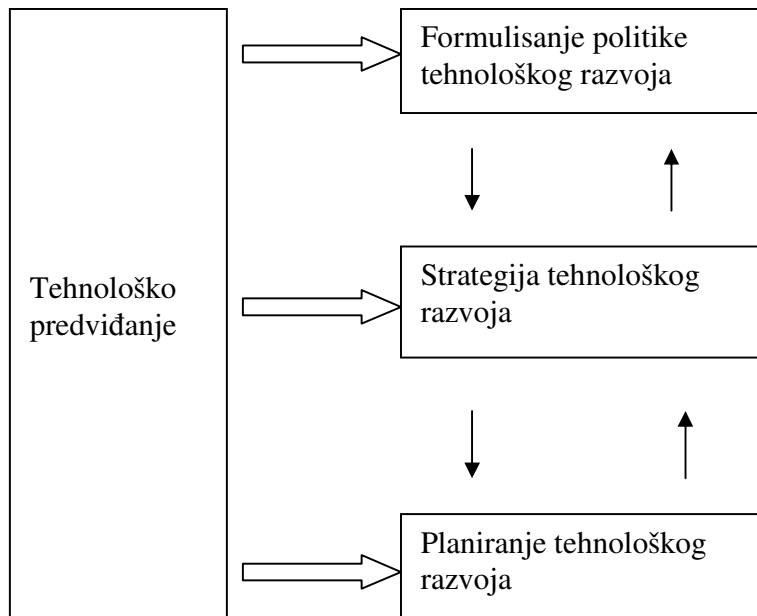 Formulisanje politike
tehnološkog razvoja
Tehnološko
predviđanje
Strategija tehnološkog
razvoja
Planiranje tehnološkog
razvoja